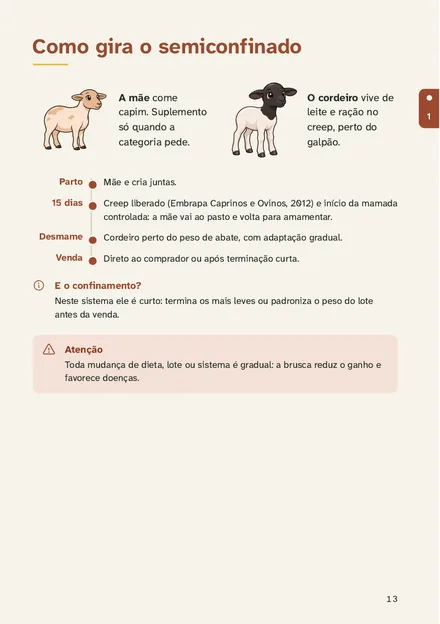 Como gira o semiconfinado
A mãe come
capim. Suplemento
só quando a
categoria pede.
O cordeiro vive de
leite e ração no
creep, perto do
galpão.
1
Parto
Mãe e cria juntas.
15 dias
Creep liberado (Embrapa Caprinos e Ovinos, 2012) e início da mamada
controlada: a mãe vai ao pasto e volta para amamentar.
Desmame
Cordeiro perto do peso de abate, com adaptação gradual.
Venda
Direto ao comprador ou após terminação curta.
E o confinamento?
Neste sistema ele é curto: termina os mais leves ou padroniza o peso do lote
antes da venda.
Atenção
Toda mudança de dieta, lote ou sistema é gradual: a brusca reduz o ganho e
favorece doenças.
13